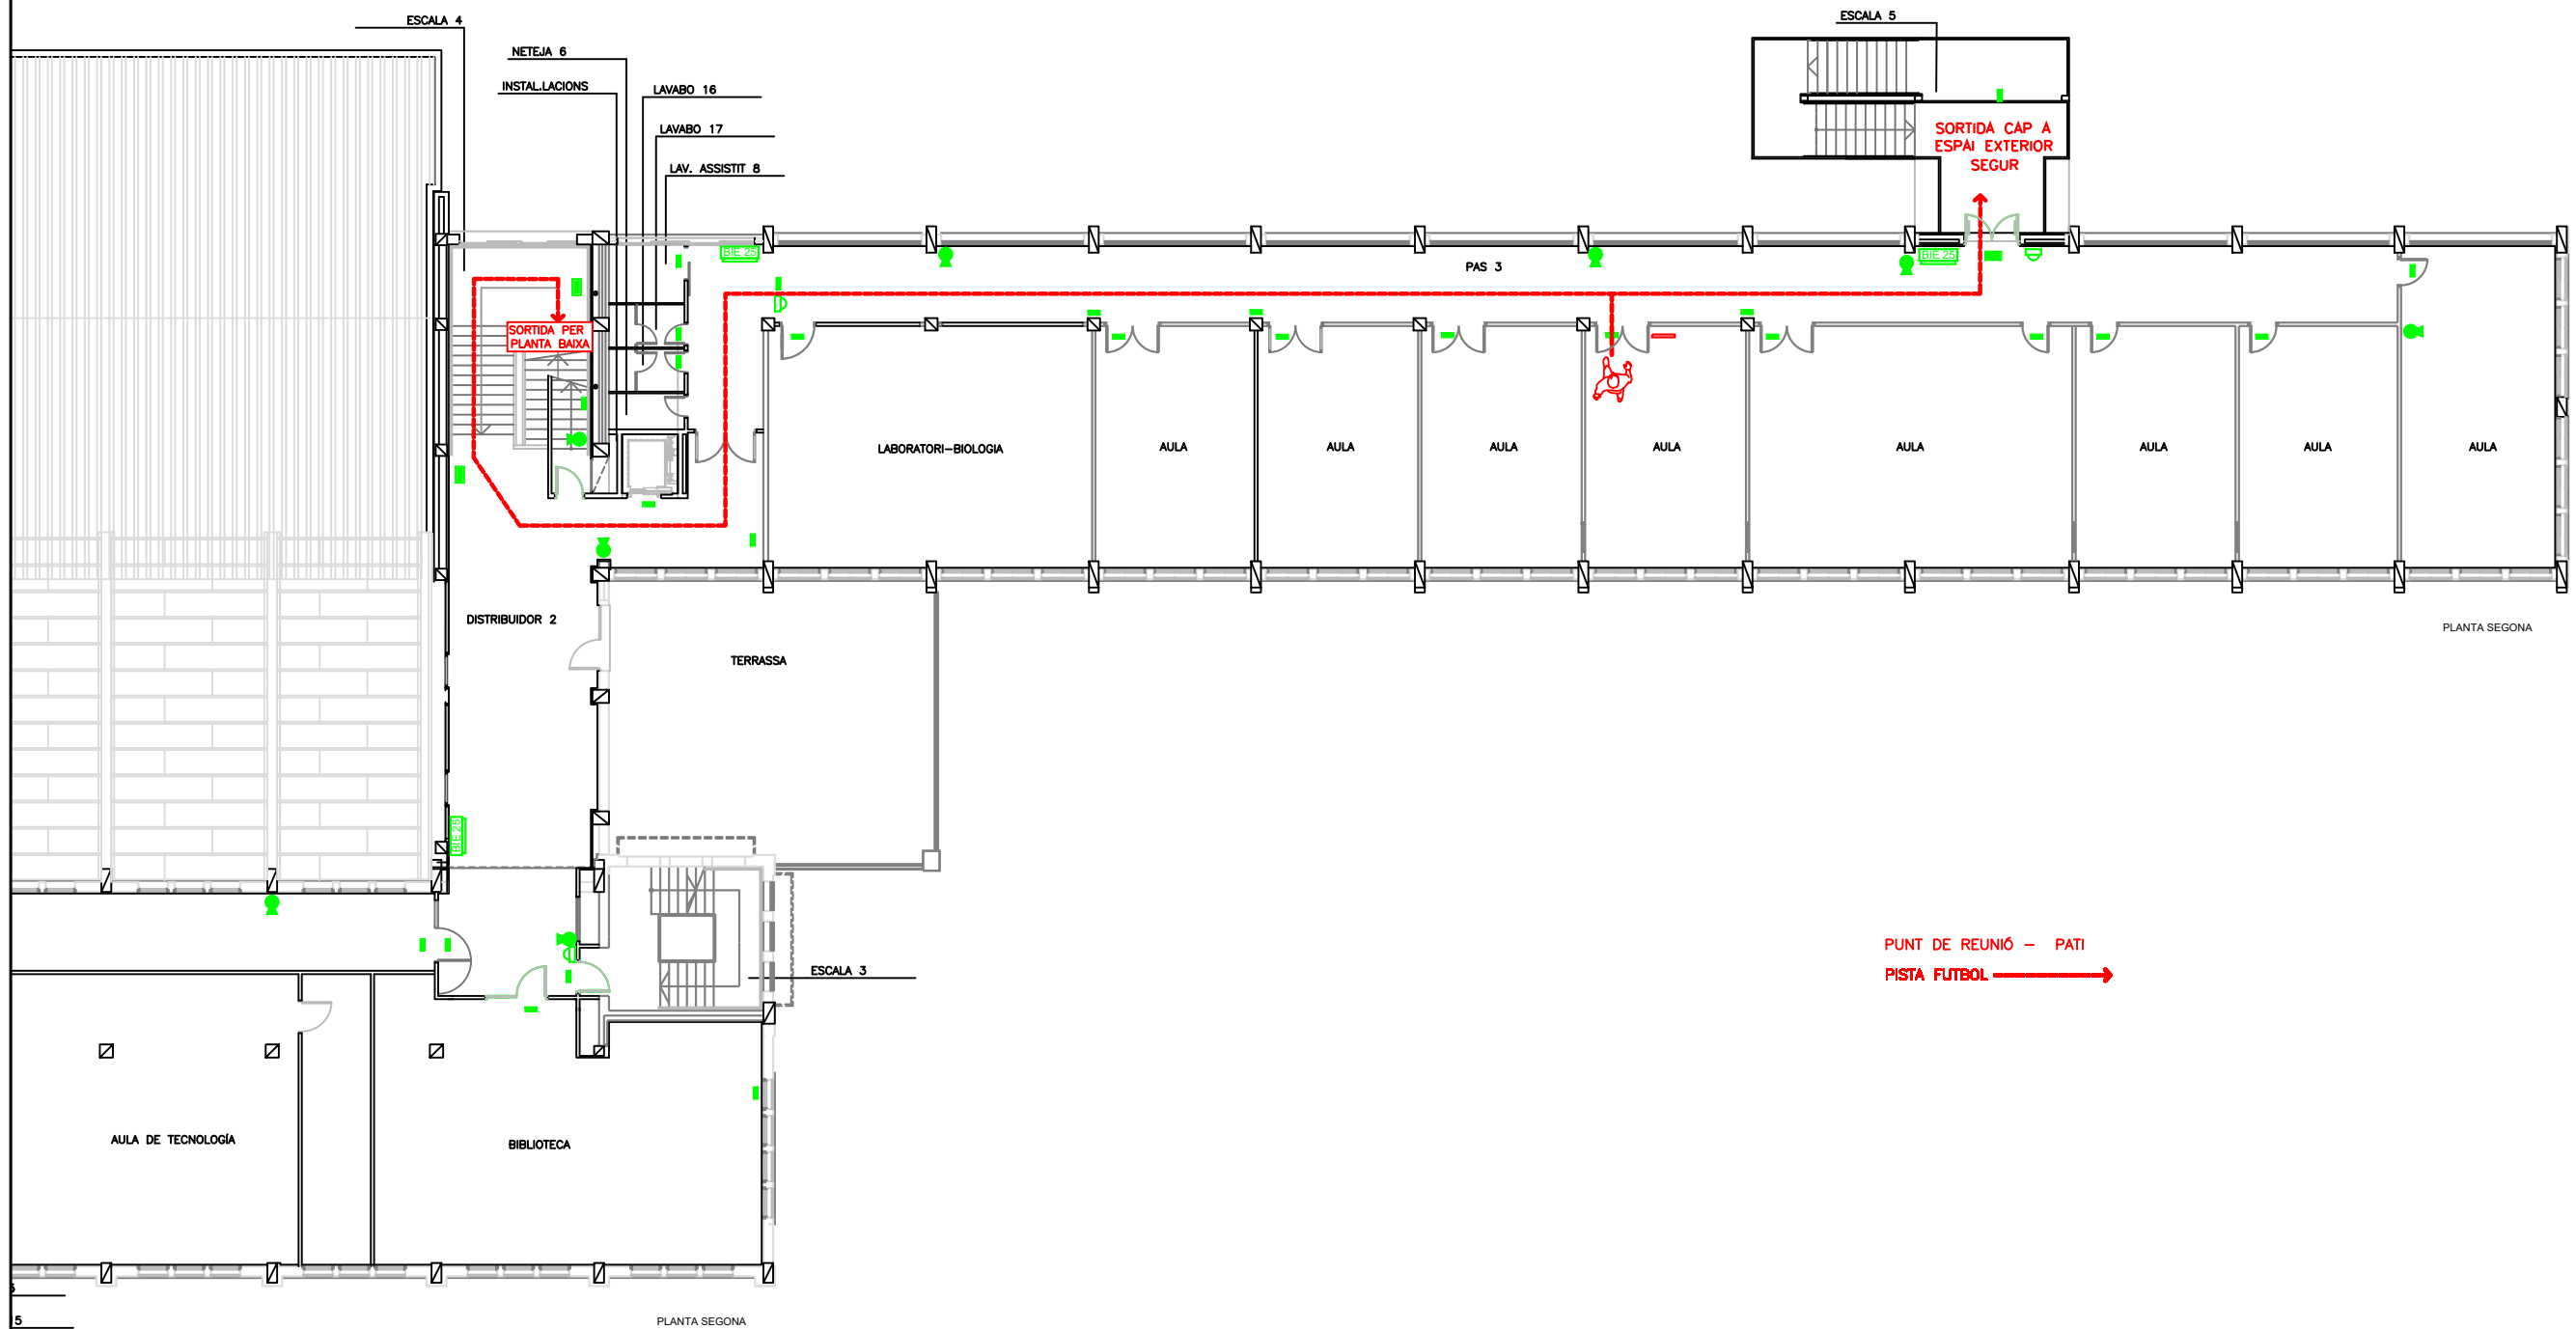 ESCALA 4
ESCALA 5
NETEJA 6
INSTAL.LACIONS
LAVABO 16
LAVABO 17
LAV. ASSISTIT 8
SORTIDA CAP A
ESPAI EXTERIOR
SEGUR
BIE 25
BIE 25
PAS 3
SORTIDA PER
PLANTA BAIXA
LABORATORI-BIOLOGIA
AULA
AULA
AULA
AULA
AULA
AULA
AULA
AULA
DISTRIBUIDOR 2
PLANTA SEGONA
TERRASSA
BIE 25
PUNT DE REUNIÓ - PATI
PISTA FUTBOL
ESCALA 3
AULA DE TECNOLOGÍA
BIBLIOTECA
5
PLANTA SEGONA